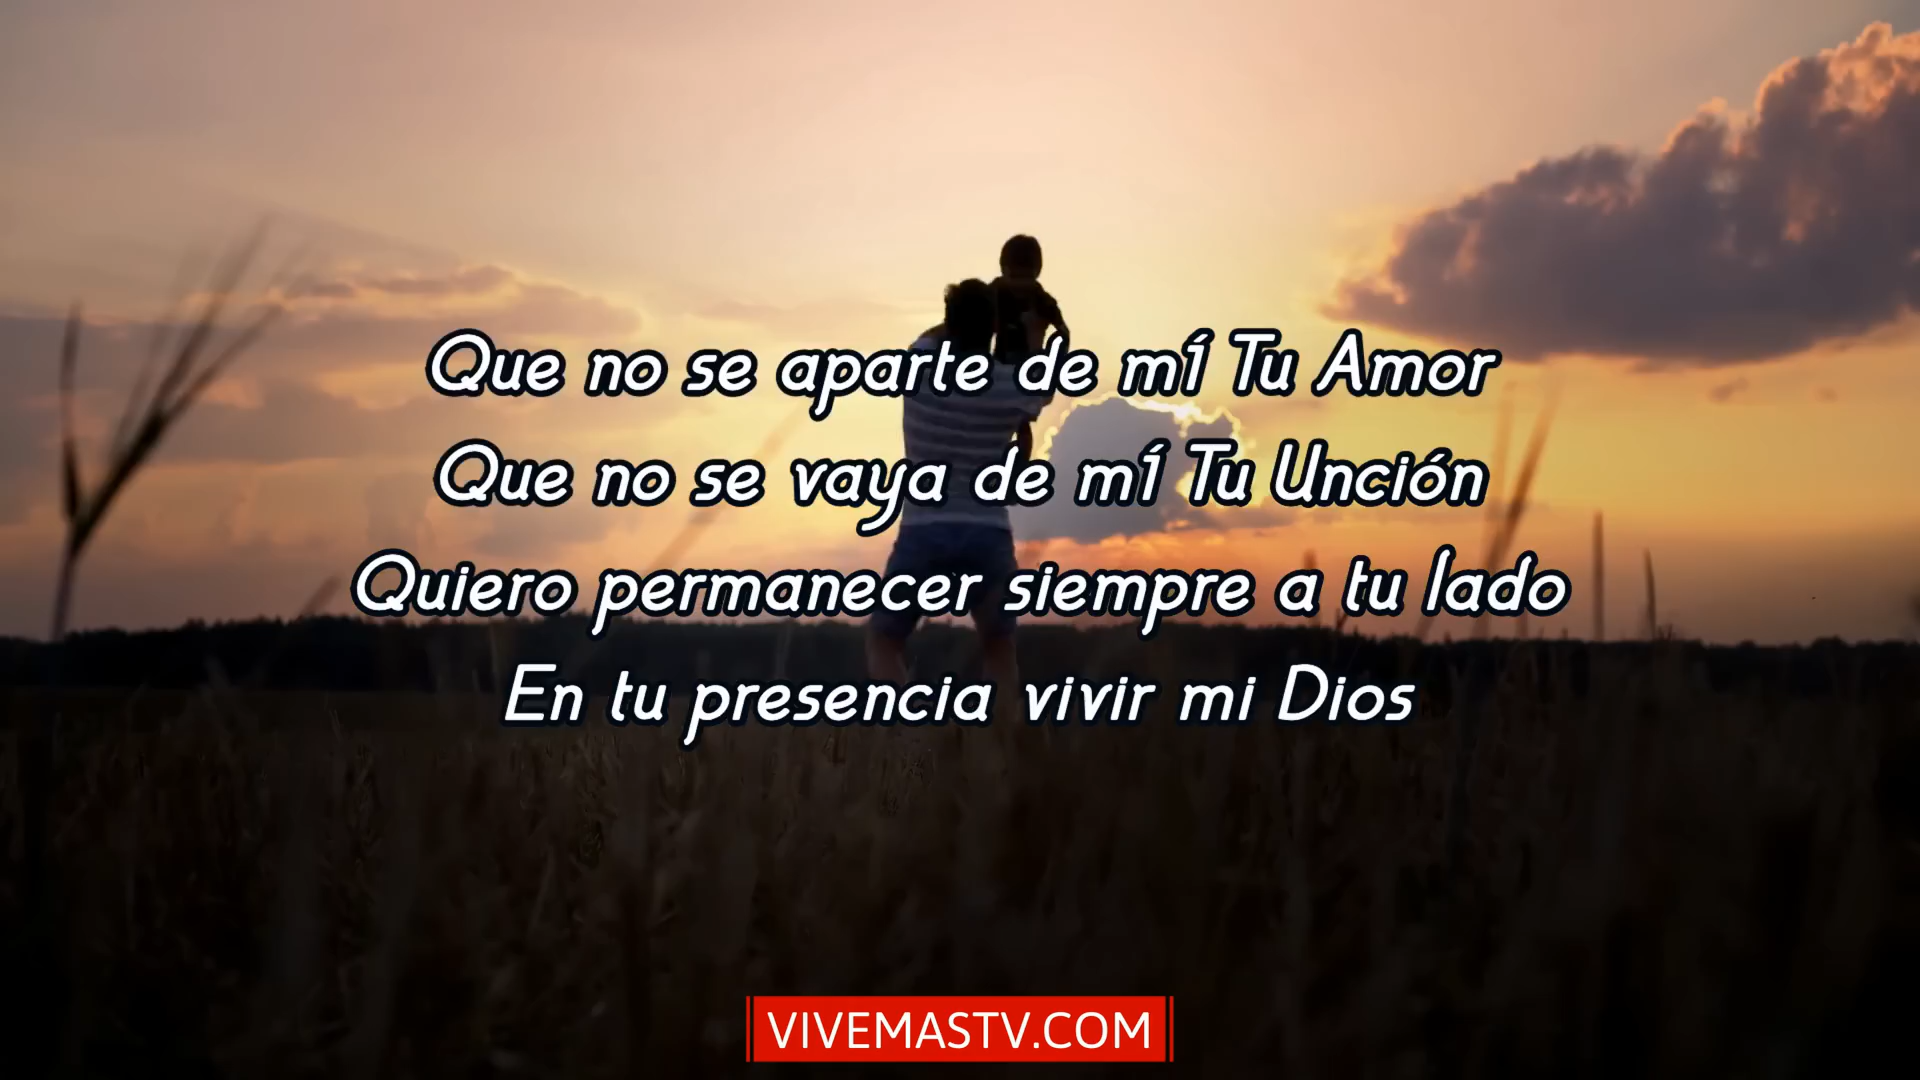 Que no se aparte de mí Tu Amor
Que no se vaya de mí Tu Unción
Quiero permanecer siempre a tu lado
En tu presencia vivir mi Dios
VIVEMASTV.COM